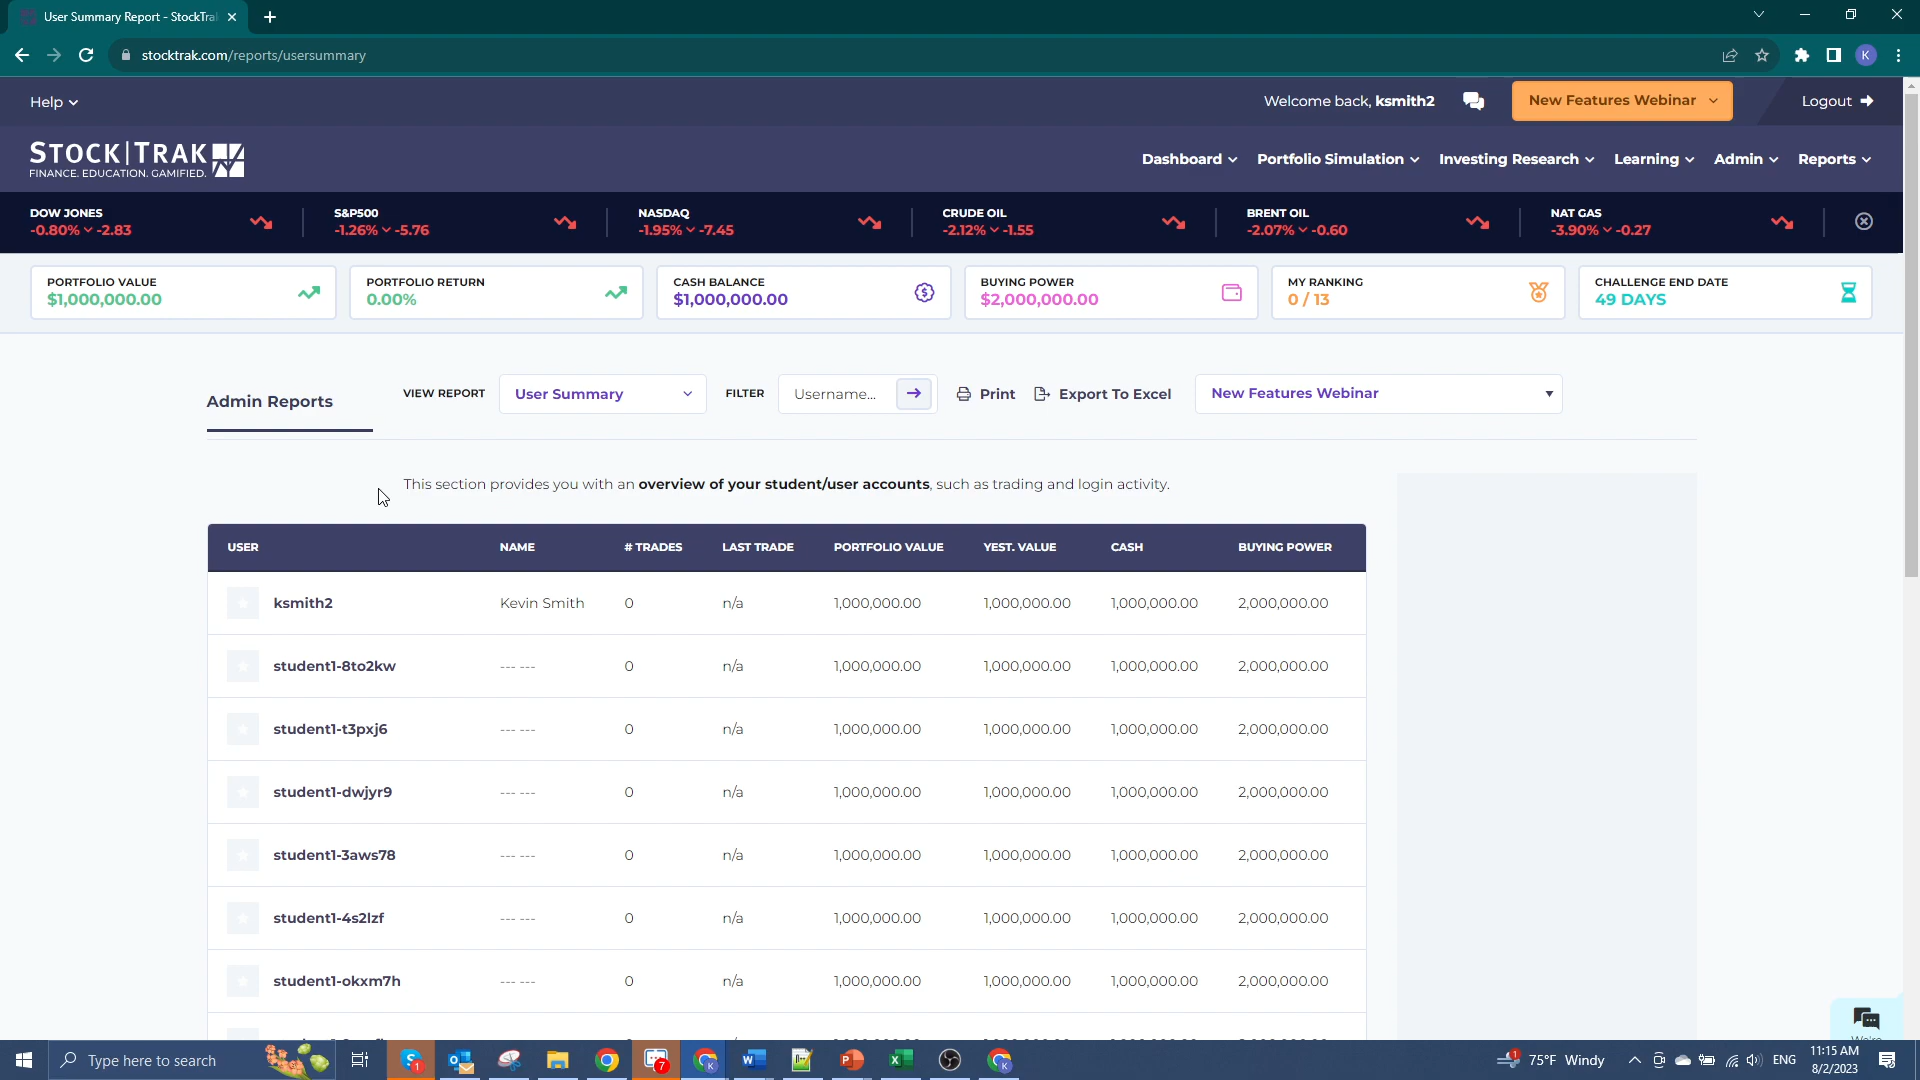 User Summary Report - StockTra
stocktrak.com/reports/usersummary
K
Help
Welcome back, ksmith2
New Features Webinar
Logout
STOCK|TRAK
FINANCE. EDUCATION. GAMIFIED.
Dashboard Portfolio Simulation Investing Research Learning Admin Reports
DOW JONES S&P500 NASDAQ CRUDE OIL BRENT OIL NAT GAS
-0.80% -2.83 -1.26% -5.76 -1.95% -7.45 -2.12% -1.55 -2.07% -0.60 -3.90% -0.27
PORTFOLIO VALUE PORTFOLIO RETURN CASH BALANCE BUYING POWER MY RANKING CHALLENGE END DATE
$1,000,000.00 0.00% $1,000,000.00 $2,000,000.00 0 / 13 49 DAYS
Admin Reports VIEW REPORT User Summary FILTER Username... Print Export To Excel New Features Webinar
This section provides you with an overview of your student/user accounts, such as trading and login activity.
USER NAME # TRADES LAST TRADE PORTFOLIO VALUE YEST. VALUE CASH BUYING POWER
ksmith2 Kevin Smith 0 n/a 1,000,000.00 1,000,000.00 1,000,000.00 2,000,000.00
student1-8to2kw --- --- 0 n/a 1,000,000.00 1,000,000.00 1,000,000.00 2,000,000.00
student1-t3pxj6 --- --- 0 n/a 1,000,000.00 1,000,000.00 1,000,000.00 2,000,000.00
student1-dwjyr9 --- --- 0 n/a 1,000,000.00 1,000,000.00 1,000,000.00 2,000,000.00
student1-3aws78 --- --- 0 n/a 1,000,000.00 1,000,000.00 1,000,000.00 2,000,000.00
student1-4s2lzf --- --- 0 n/a 1,000,000.00 1,000,000.00 1,000,000.00 2,000,000.00
student1-okxm7h --- --- 0 n/a 1,000,000.00 1,000,000.00 1,000,000.00 2,000,000.00
Type here to search
1
7
1
75°F Windy
ENG
11:15 AM
8/2/2023